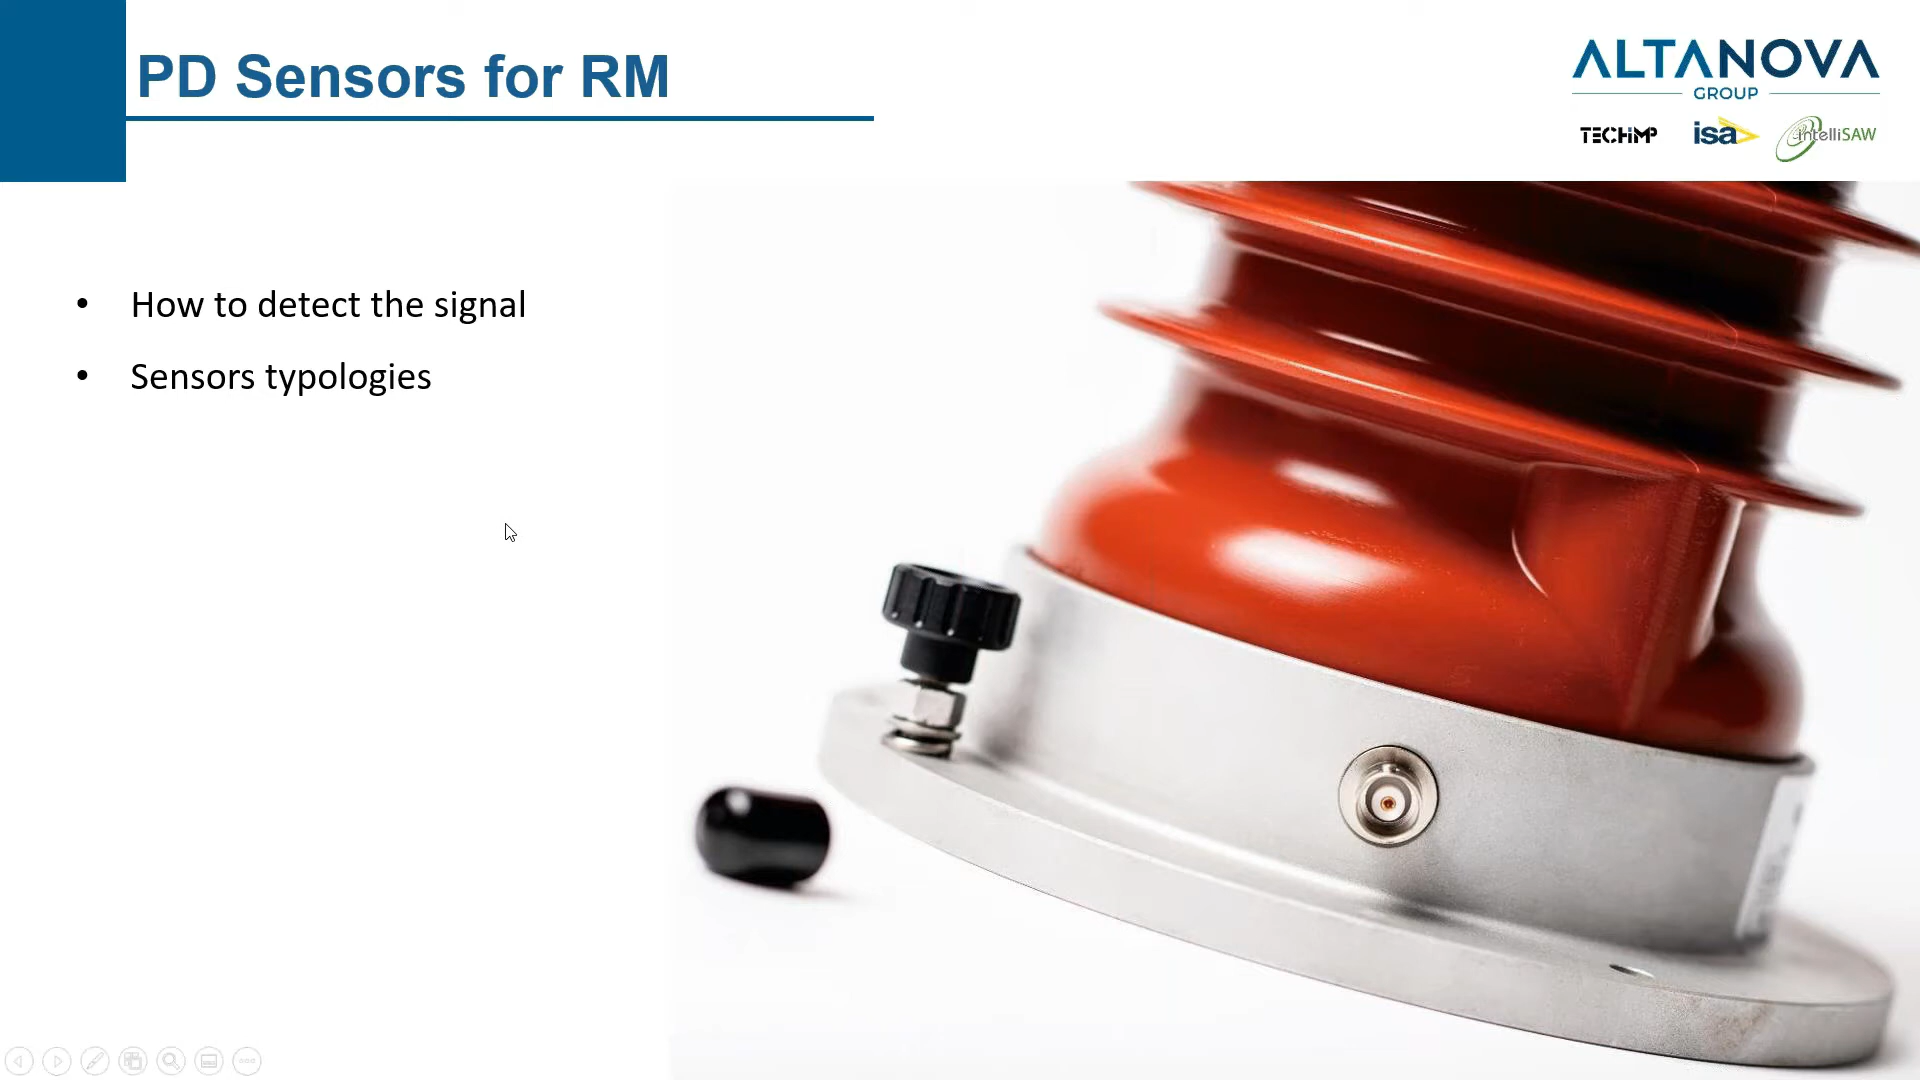 PD Sensors for RM
ALTANOVA
GROUP
TECHIMP
isa
intelliSAW
• How to detect the signal
• Sensors typologies